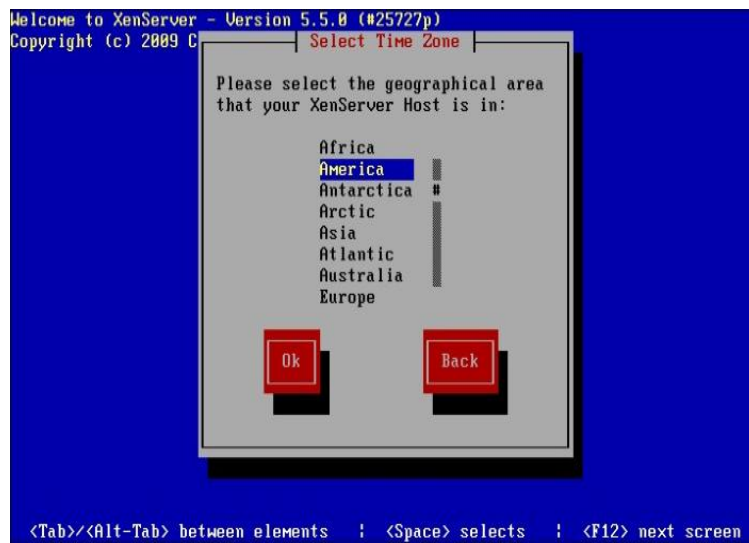 Welcome to XenServer - Version 5.5.0 (#25727p)
Copyright (c) 2009 C
Select Time Zone
Please select the geographical area
that your XenServer Host is in:
Africa
America
Antarctica #
Arctic
Asia
Atlantic
Australia
Europe
Ok Back
<Tab>/<Alt-Tab> between elements | <Space> selects | <F12> next screen